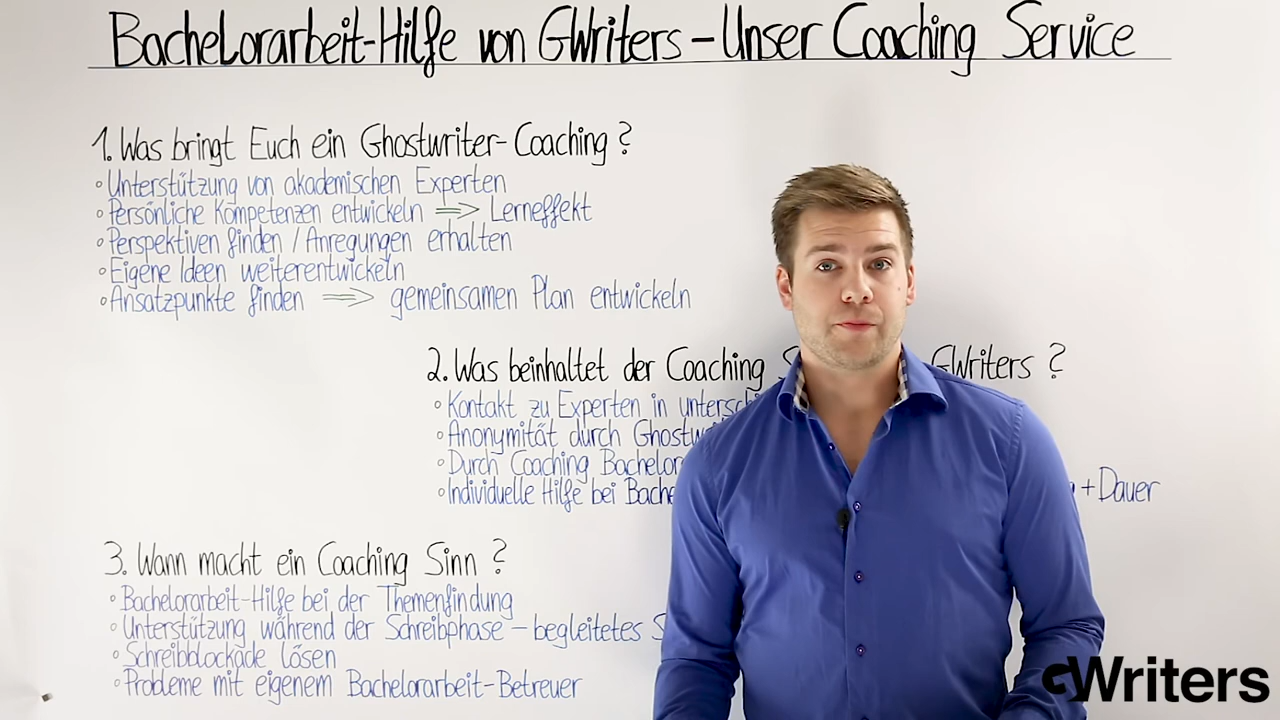 Bachelorarbeit-Hilfe von GWriters – Unser Coaching Service
1. Was bringt Euch ein Ghostwriter-Coaching ?
◦ Unterstützung von akademischen Experten
◦ Persönliche Kompetenzen entwickeln ⇒ Lerneffekt
◦ Perspektiven finden / Anregungen erhalten
◦ Eigene Ideen weiterentwickeln
◦ Ansatzpunkte finden ⇒ gemeinsamen Plan entwickeln
2. Was beinhaltet der Coaching GWriters ?
◦ Kontakt zu Experten in
◦ Anonymität durch
◦ Durch Coaching
◦ Individuelle Hilfe bei + Dauer
3. Wann macht ein Coaching Sinn ?
◦ Bachelorarbeit-Hilfe bei der Themenfindung
◦ Unterstützung während der Schreibphase – begleitetes
◦ Schreibblockade lösen
◦ Probleme mit eigenem Bachelorarbeit-Betreuer
GWriters